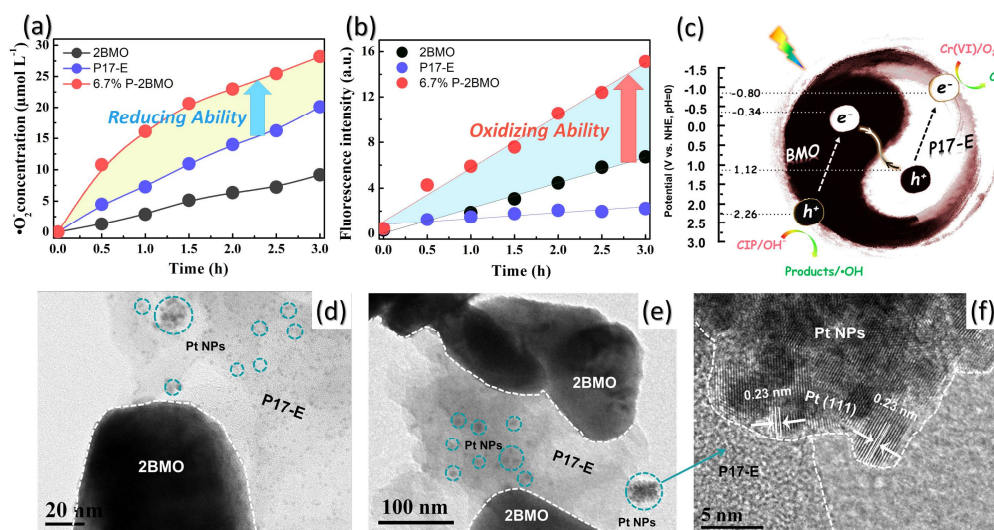 (a)
•O₂⁻ concentration (μmol L⁻¹)
30
25
20
15
10
5
0
2BMO
P17-E
6.7% P-2BMO
Reducing Ability
0.0 0.5 1.0 1.5 2.0 2.5 3.0
Time (h)
(b)
Fluorescence intensity (a.u.)
16
12
8
4
0
2BMO
P17-E
6.7% P-2BMO
Oxidizing Ability
0.0 0.5 1.0 1.5 2.0 2.5 3.0
Time (h)
(c)
Potential (V vs. NHE, pH=0)
-1.5
-1.0
-0.5
0.0
0.5
1.0
1.5
2.0
2.5
3.0
-0.80
-0.34
1.12
2.26
Cr(VI)/O₂
e⁻
e⁻
BMO
P17-E
h⁺
h⁺
CIP/OH⁻
Products/•OH
(d)
Pt NPs
P17-E
2BMO
20 nm
(e)
2BMO
Pt NPs
P17-E
2BMO
Pt NPs
100 nm
(f)
Pt NPs
0.23 nm
Pt (111)
0.23 nm
P17-E
5 nm